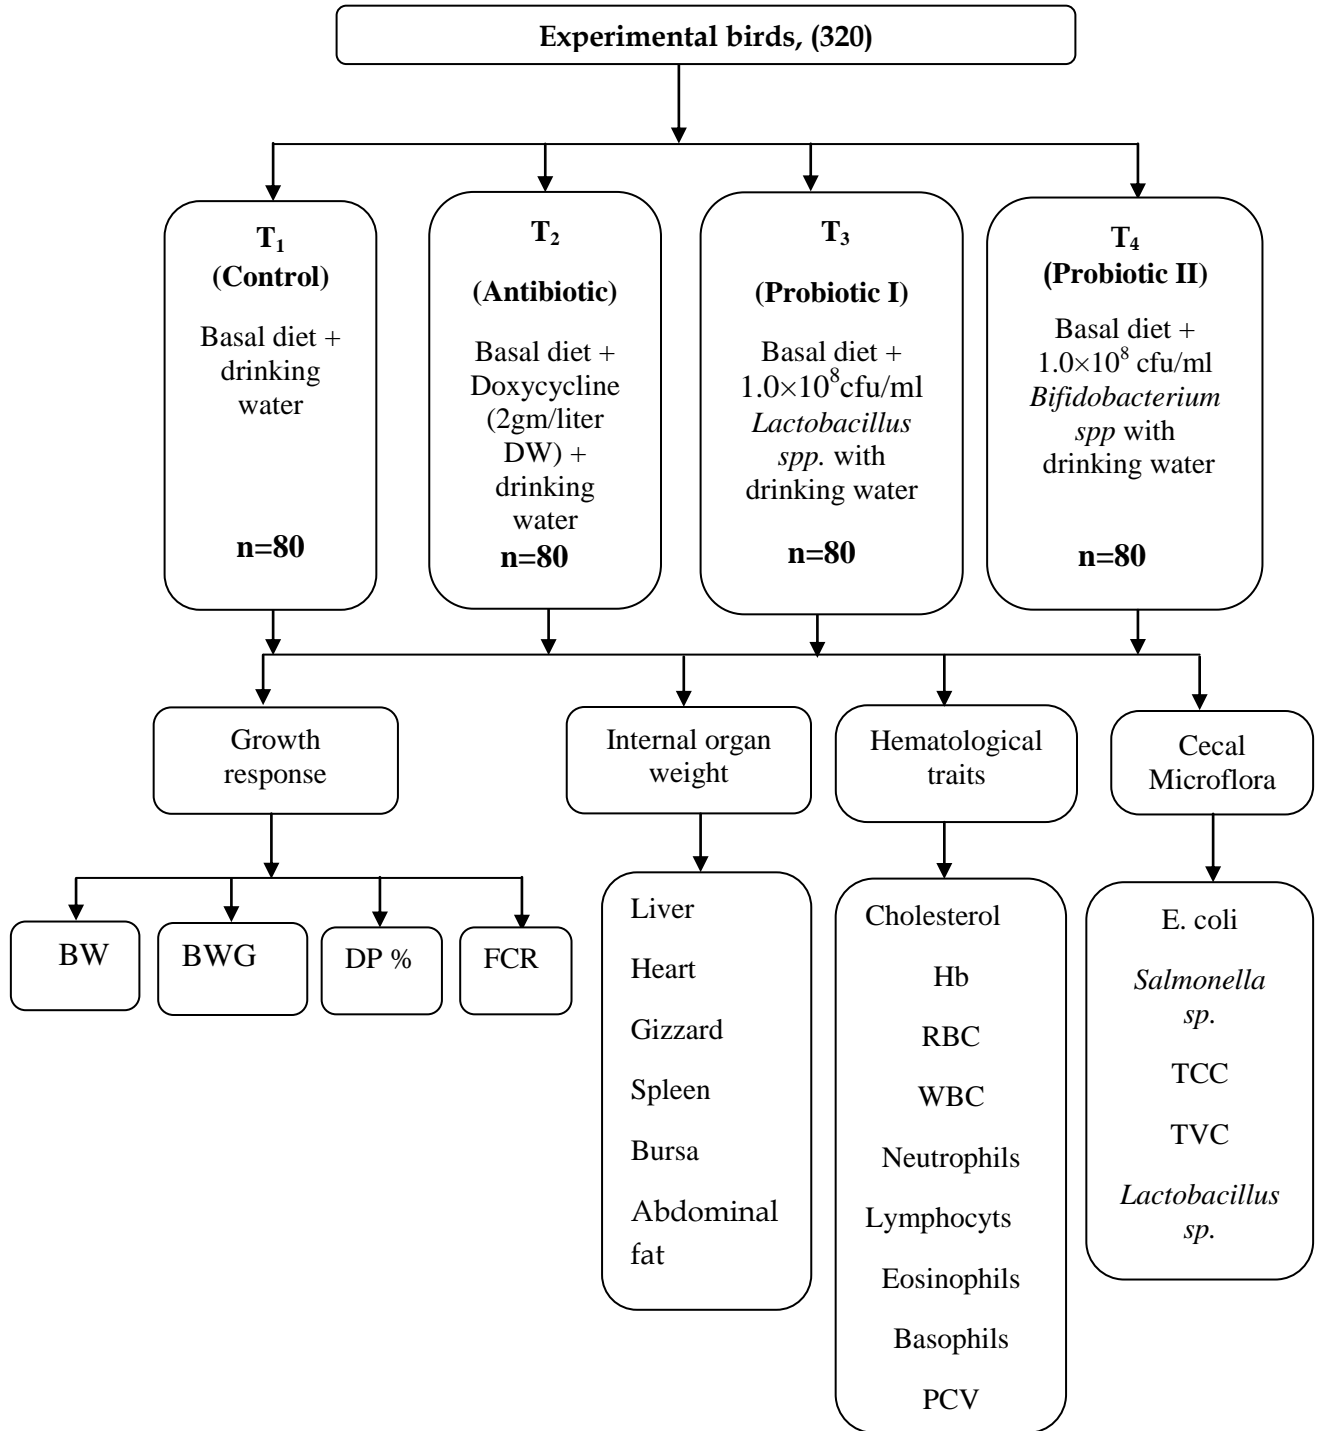 Experimental birds, (320)
T₁
(Control)
Basal diet +
drinking
water
n=80
T₂
(Antibiotic)
Basal diet +
Doxycycline
(2gm/liter
DW) +
drinking
water
n=80
T₃
(Probiotic I)
Basal diet +
1.0×10⁸cfu/ml
Lactobacillus
spp. with
drinking water
n=80
T₄
(Probiotic II)
Basal diet +
1.0×10⁸ cfu/ml
Bifidobacterium
spp with
drinking water
n=80
Growth
response
Internal organ
weight
Hematological
traits
Cecal
Microflora
BW
BWG
DP %
FCR
Liver
Heart
Gizzard
Spleen
Bursa
Abdominal
fat
Cholesterol
Hb
RBC
WBC
Neutrophils
Lymphocyts
Eosinophils
Basophils
PCV
E. coli
Salmonella
sp.
TCC
TVC
Lactobacillus
sp.